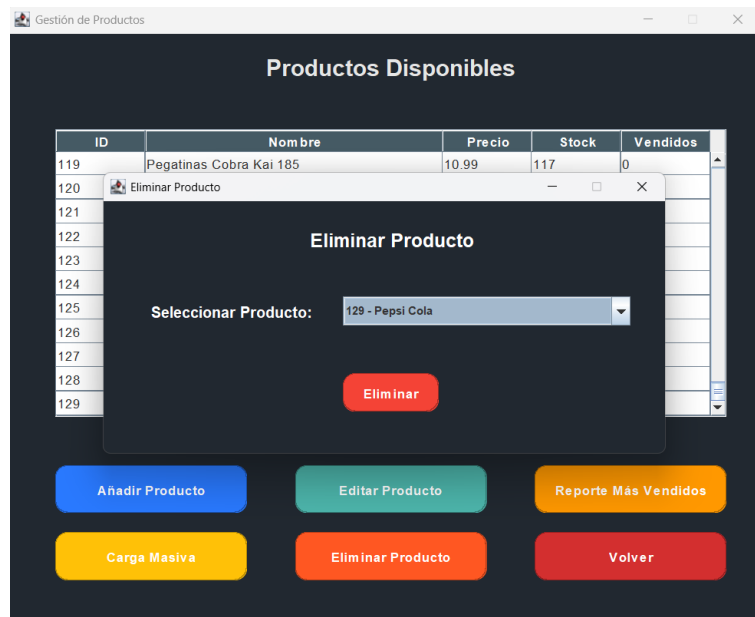 Gestión de Productos
Productos Disponibles
ID Nombre Precio Stock Vendidos
119 Pegatinas Cobra Kai 185 10.99 117 0
120
121
122
123
124
125
126
127
128
129
Eliminar Producto
Eliminar Producto
Seleccionar Producto: 129 - Pepsi Cola
Eliminar
Añadir Producto Editar Producto Reporte Más Vendidos
Carga Masiva Eliminar Producto Volver